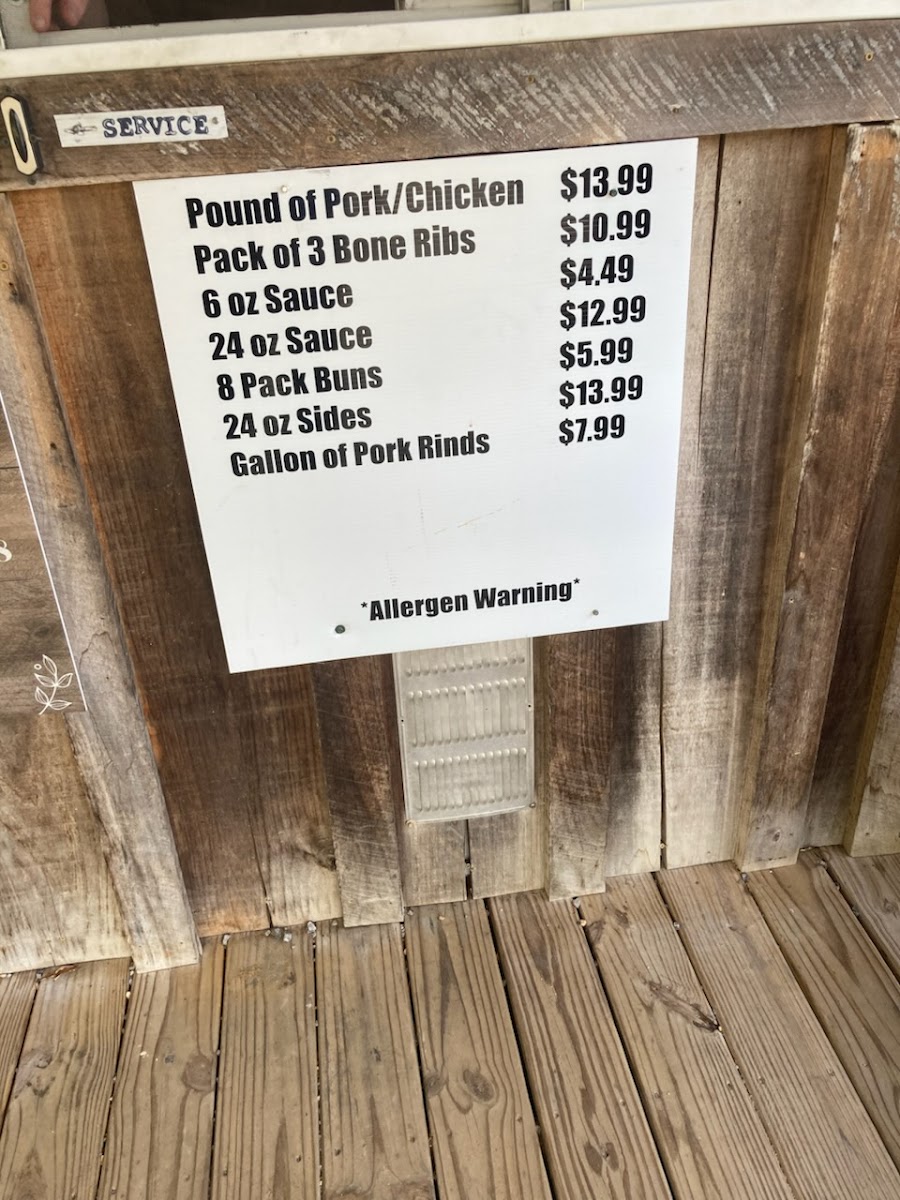 SERVICE
Pound of Pork/Chicken $13.99
Pack of 3 Bone Ribs $10.99
6 oz Sauce $4.49
24 oz Sauce $12.99
8 Pack Buns $5.99
24 oz Sides $13.99
Gallon of Pork Rinds $7.99
*Allergen Warning*